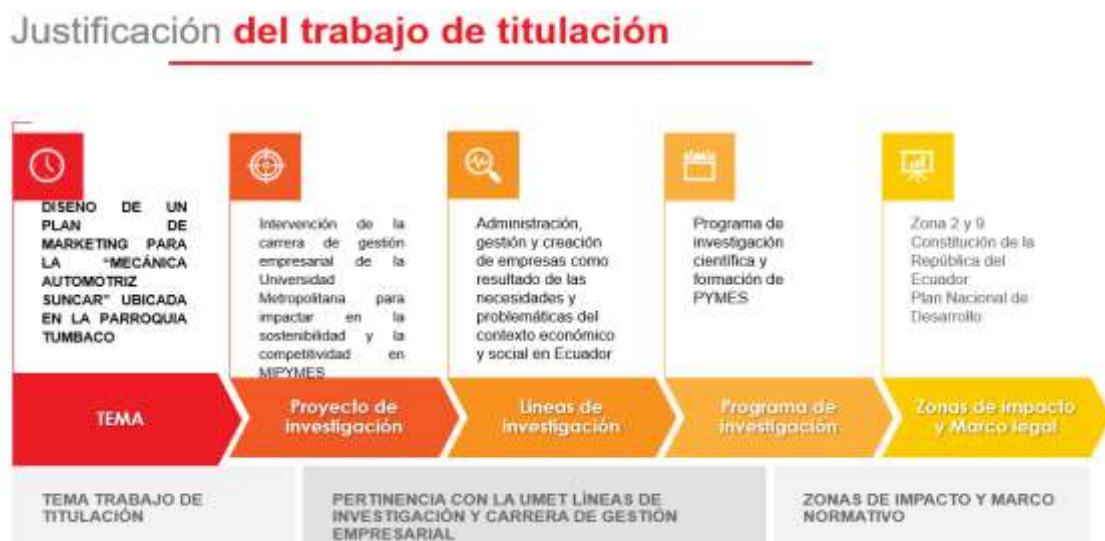 Justificación del trabajo de titulación
DISEÑO DE UN
PLAN DE
MARKETING PARA
LA “MECÁNICA
AUTOMOTRIZ
SUNCAR” UBICADA
EN LA PARROQUIA
TUMBACO
Intervención de la
carrera de gestión
empresarial de la
Universidad
Metropolitana para
impactar en la
sostenibilidad y la
competitividad en
MIPYMES
Administración,
gestión y creación
de empresas como
resultado de las
necesidades y
problemáticas del
contexto económico
y social en Ecuador
Programa de
investigación
científica y
formación de
PYMES
Zona 2 y 9
Constitución de la
República del
Ecuador
Plan Nacional de
Desarrollo
TEMA
Proyecto de
investigación
Líneas de
investigación
Programa de
investigación
Zonas de impacto
y Marco legal
TEMA TRABAJO DE
TITULACIÓN
PERTINENCIA CON LA UMET LÍNEAS DE
INVESTIGACIÓN Y CARRERA DE GESTIÓN
EMPRESARIAL
ZONAS DE IMPACTO Y MARCO
NORMATIVO